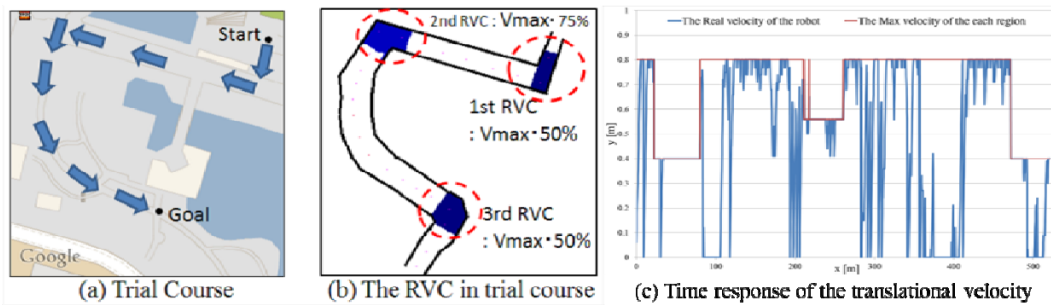 Start
Goal
Google
(a) Trial Course
2nd RVC : Vmax・75%
1st RVC
: Vmax・50%
3rd RVC
: Vmax・50%
(b) The RVC in trial course
The Real velocity of the robot
The Max velocity of the each region
y [m]
0.9
0.8
0.7
0.6
0.5
0.4
0.3
0.2
0.1
0
0
100
200
300
400
500
x [m]
(c) Time response of the translational velocity